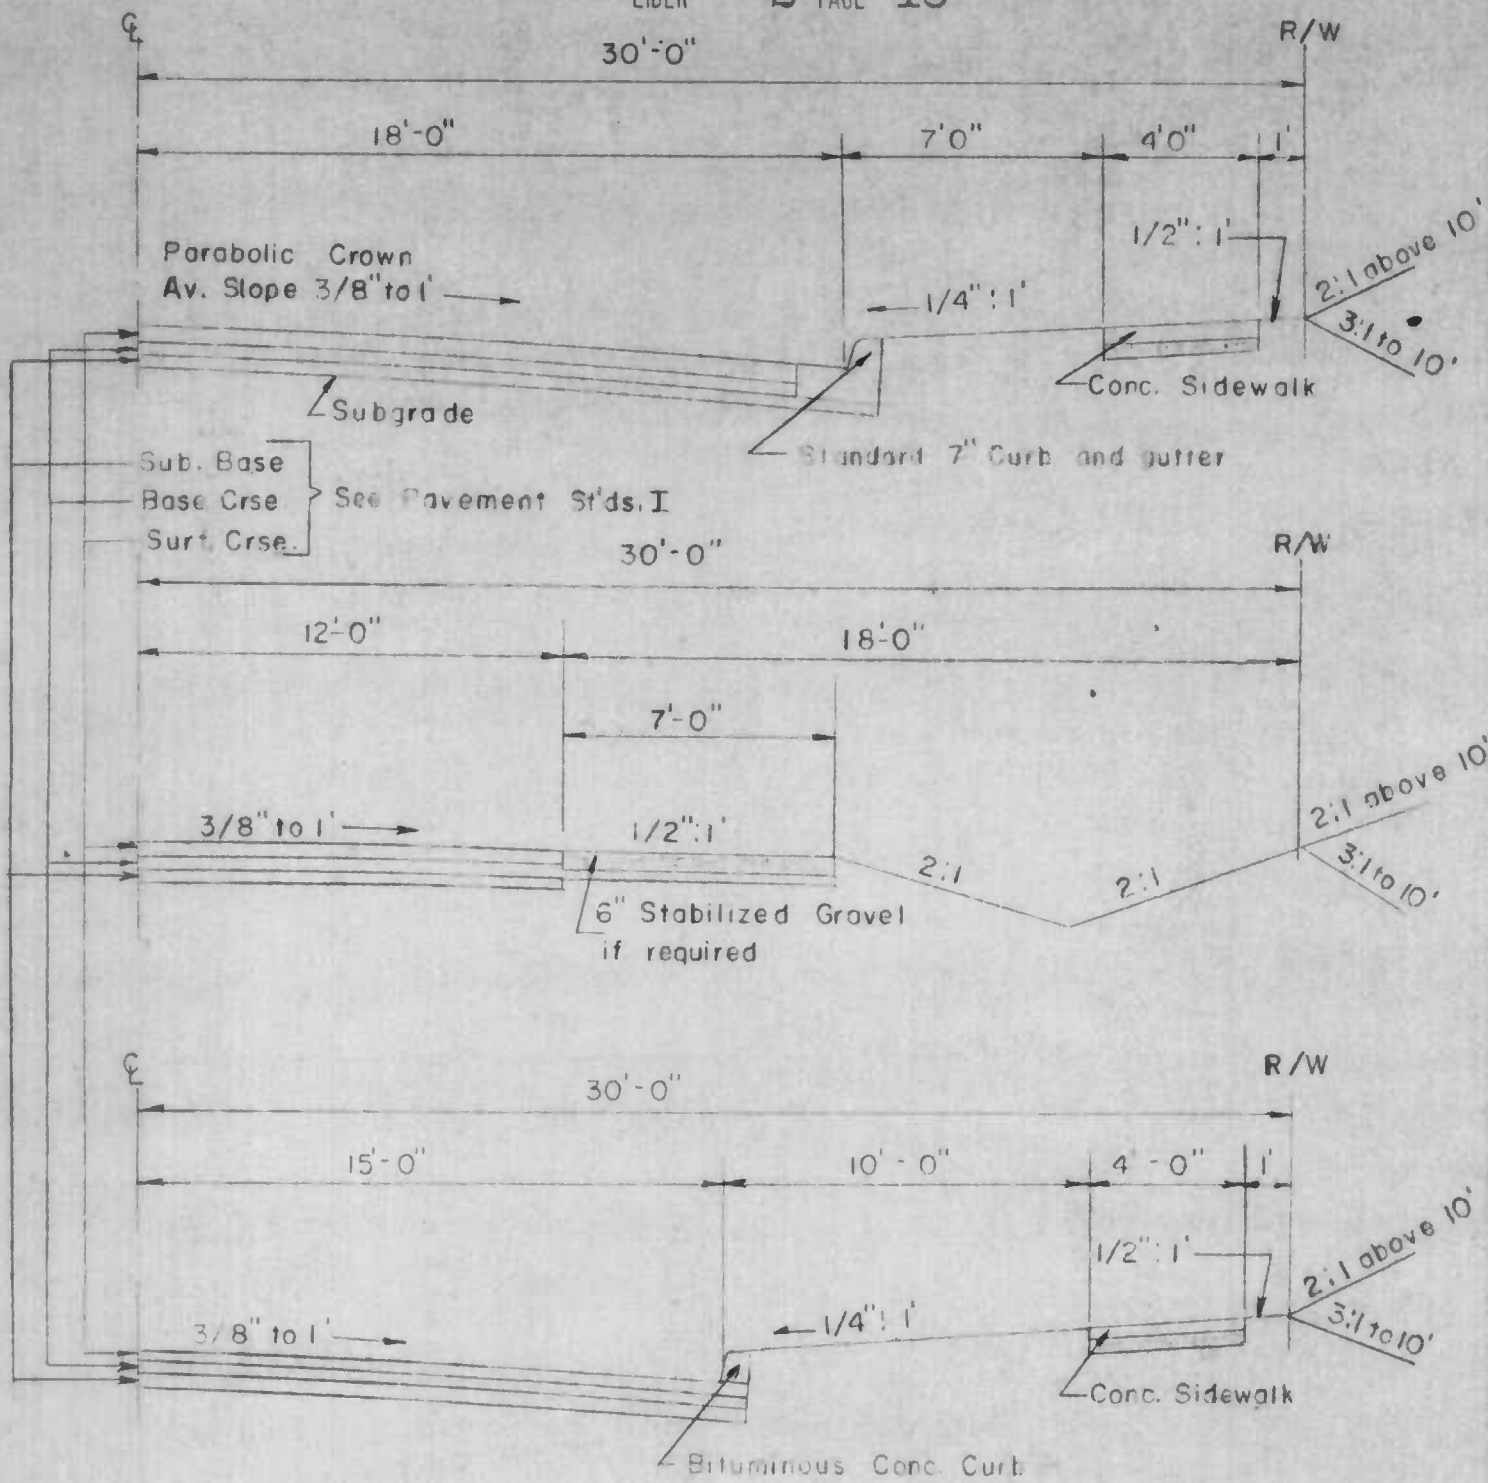 PAGE 15
℄
R/W
30'-0"
18'-0"
7'0"
4'0"
1'
1/2":1'
Parabolic Crown
Av. Slope 3/8" to 1'
1/4":1'
2:1 above 10'
3:1 to 10'
Conc. Sidewalk
Subgrade
Standard 7" Curb and gutter
Sub. Base
Base Crse
Surf. Crse.
See Pavement St'ds. I
30'-0"
R/W
12'-0"
18'-0"
7'-0"
3/8" to 1'
1/2":1'
2:1
2:1
2:1 above 10'
3:1 to 10'
6" Stabilized Gravel
if required
℄
R/W
30'-0"
15'-0"
10'-0"
4'-0"
1'
1/2":1'
2:1 above 10'
3:1 to 10'
3/8" to 1'
1/4":1'
Conc. Sidewalk
Bituminous Conc. Curb